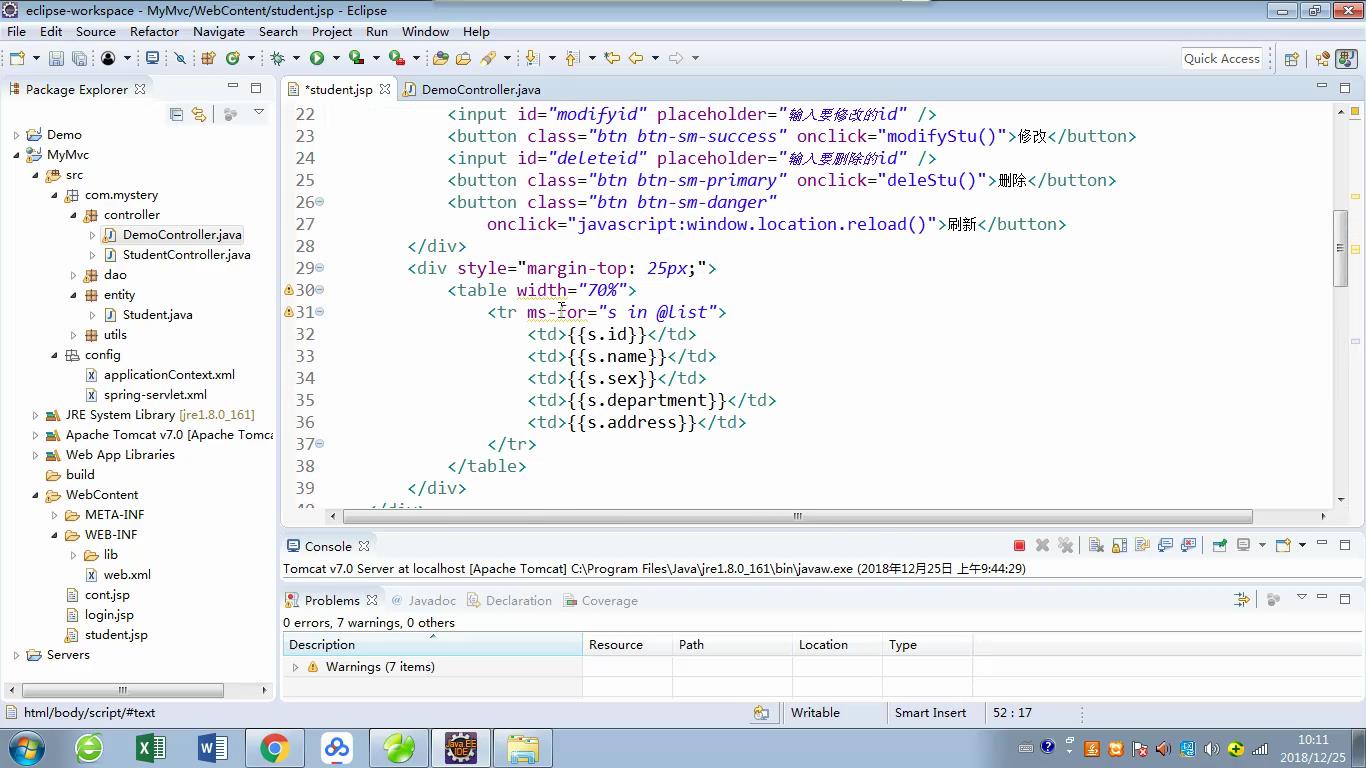 eclipse-workspace - MyMvc/WebContent/student.jsp - Eclipse
File Edit Source Refactor Navigate Search Project Run Window Help
Quick Access
Package Explorer
*student.jsp
DemoController.java
Demo
MyMvc
src
com.mystery
controller
DemoController.java
StudentController.java
dao
entity
Student.java
utils
config
applicationContext.xml
spring-servlet.xml
JRE System Library [jre1.8.0_161]
Apache Tomcat v7.0 [Apache Tomca
Web App Libraries
build
WebContent
META-INF
WEB-INF
lib
web.xml
cont.jsp
login.jsp
student.jsp
Servers
22 <input id="modifyid" placeholder="输入要修改的id" />
23 <button class="btn btn-sm-success" onclick="modifyStu()">修改</button>
24 <input id="deleteid" placeholder="输入要删除的id" />
25 <button class="btn btn-sm-primary" onclick="deleStu()">删除</button>
26 <button class="btn btn-sm-danger"
27 onclick="javascript:window.location.reload()">刷新</button>
28 </div>
29 <div style="margin-top: 25px;">
30 <table width="70%">
31 <tr ms-for="s in @list">
32 <td>{{s.id}}</td>
33 <td>{{s.name}}</td>
34 <td>{{s.sex}}</td>
35 <td>{{s.department}}</td>
36 <td>{{s.address}}</td>
37 </tr>
38 </table>
39 </div>
Console
Tomcat v7.0 Server at localhost [Apache Tomcat] C:\Program Files\Java\jre1.8.0_161\bin\javaw.exe (2018年12月25日 上午9:44:29)
Problems @ Javadoc Declaration Coverage
0 errors, 7 warnings, 0 others
Description Resource Path Location Type
Warnings (7 items)
html/body/script/#text Writable Smart Insert 52 : 17
Java EE
IDE
10:11
2018/12/25